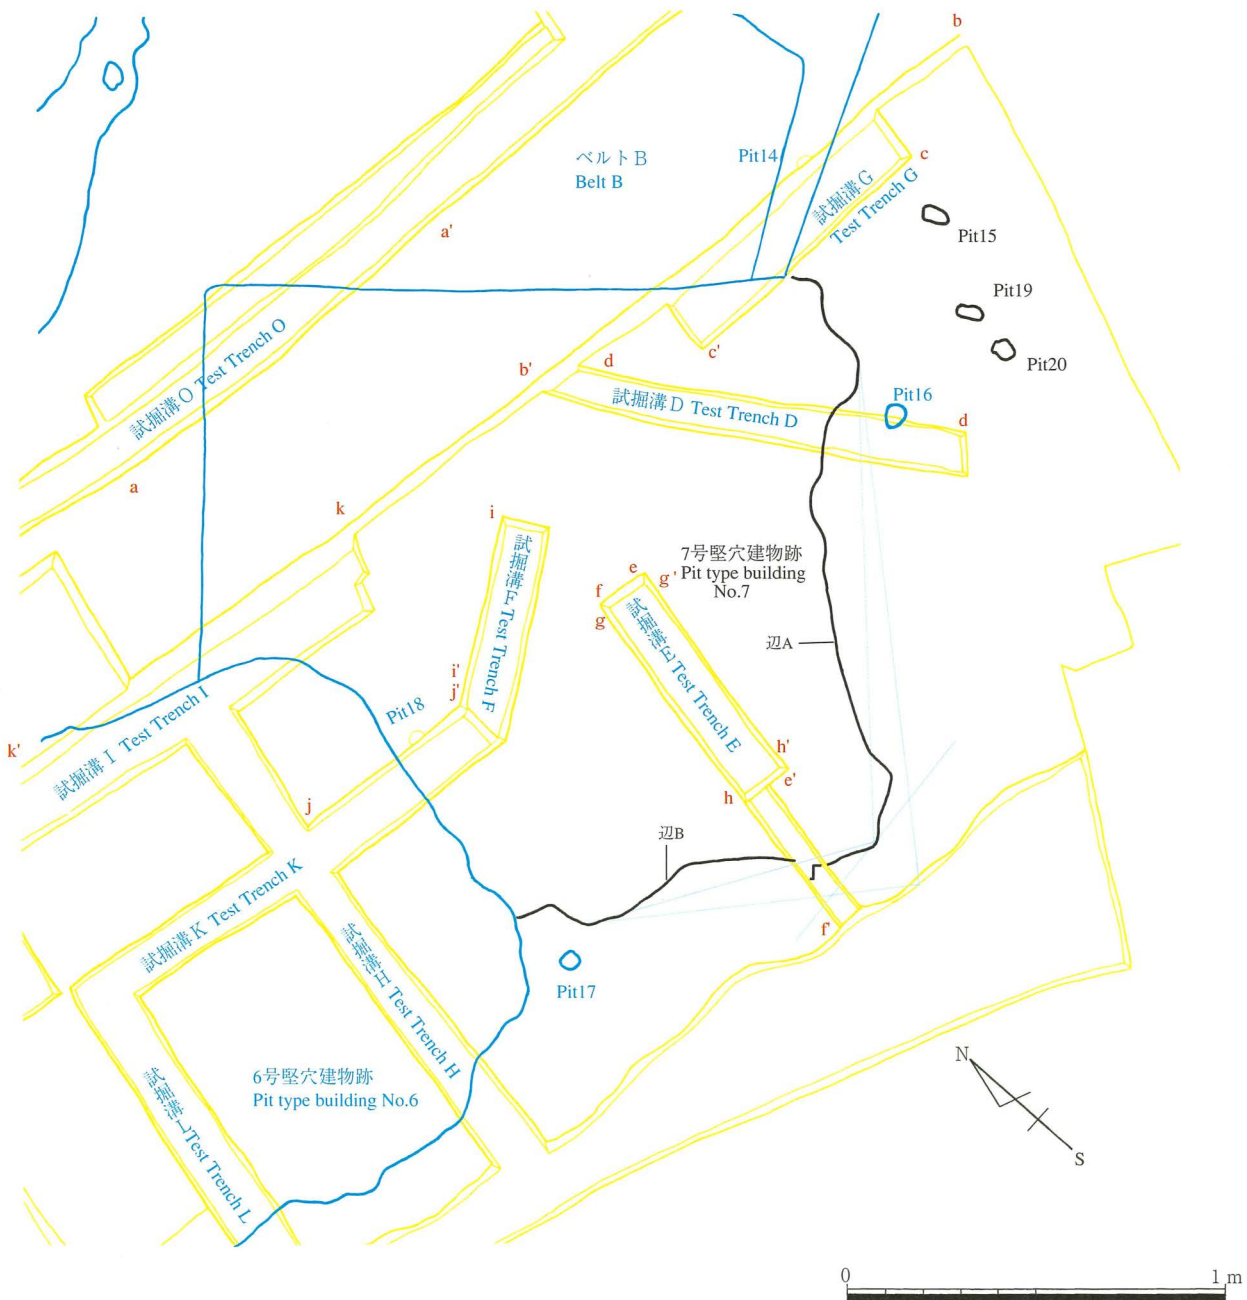 b
ベルトB
Belt B
Pit14
c
試掘溝G
Test Trench G
a'
Pit15
Pit19
Pit20
試掘溝O Test Trench O
c'
b'
d
試掘溝D Test Trench D
Pit16
d
a
k
i
試掘溝F Test Trench F
7号竪穴建物跡
Pit type building
No.7
e
g'
f
g
試掘溝E Test Trench E
辺A
i'
j'
Pit18
k'
試掘溝I Test Trench I
h'
e'
h
j
辺B
試掘溝K Test Trench K
f'
試掘溝H Test Trench H
Pit17
6号竪穴建物跡
Pit type building No.6
試掘溝L Test Trench L
N
S
0
1 m